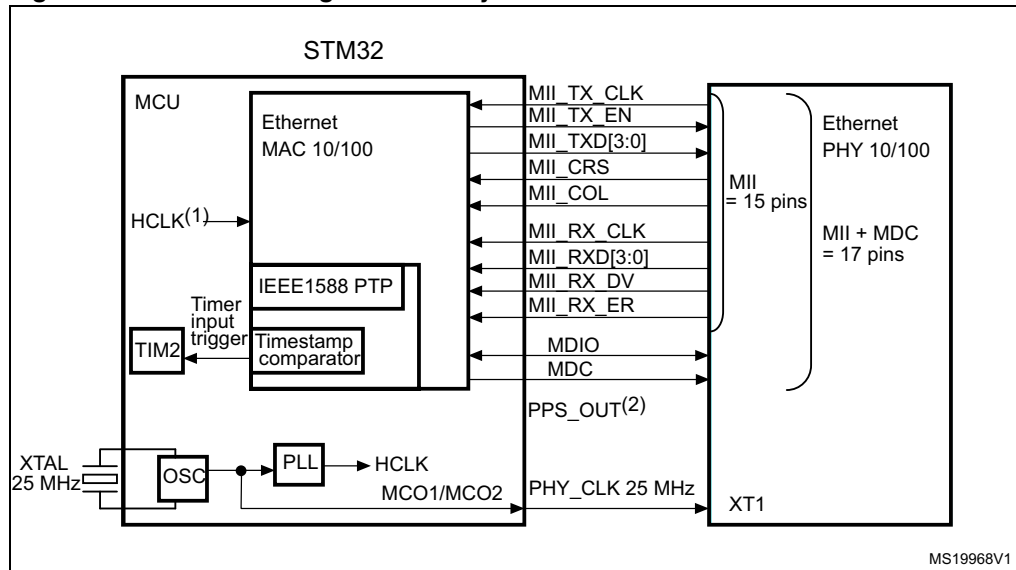 STM32
MCU
Ethernet
MAC 10/100
HCLK(1)
IEEE1588 PTP
Timer
input
trigger
Timestamp
comparator
TIM2
XTAL
25 MHz
OSC
PLL
HCLK
MCO1/MCO2
MII_TX_CLK
MII_TX_EN
MII_TXD[3:0]
MII_CRS
MII_COL
MII_RX_CLK
MII_RXD[3:0]
MII_RX_DV
MII_RX_ER
MDIO
MDC
PPS_OUT(2)
PHY_CLK 25 MHz
MII
= 15 pins
Ethernet
PHY 10/100
MII + MDC
= 17 pins
XT1
MS19968V1